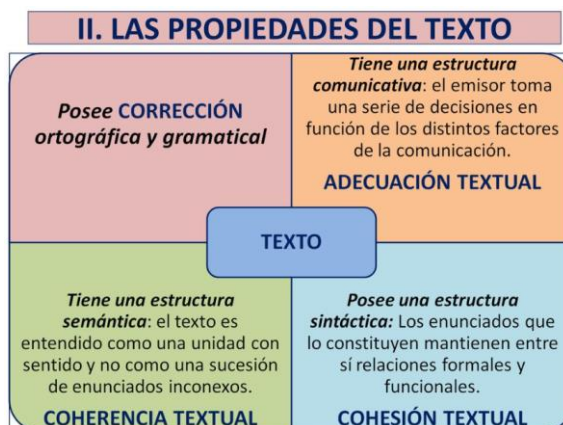 II. LAS PROPIEDADES DEL TEXTO
Posee CORRECCIÓN
ortográfica y gramatical
Tiene una estructura
comunicativa: el emisor toma
una serie de decisiones en
función de los distintos factores
de la comunicación.
ADECUACIÓN TEXTUAL
TEXTO
Tiene una estructura
semántica: el texto es
entendido como una unidad con
sentido y no como una sucesión
de enunciados inconexos.
COHERENCIA TEXTUAL
Posee una estructura
sintáctica: Los enunciados que
lo constituyen mantienen entre
sí relaciones formales y
funcionales.
COHESIÓN TEXTUAL